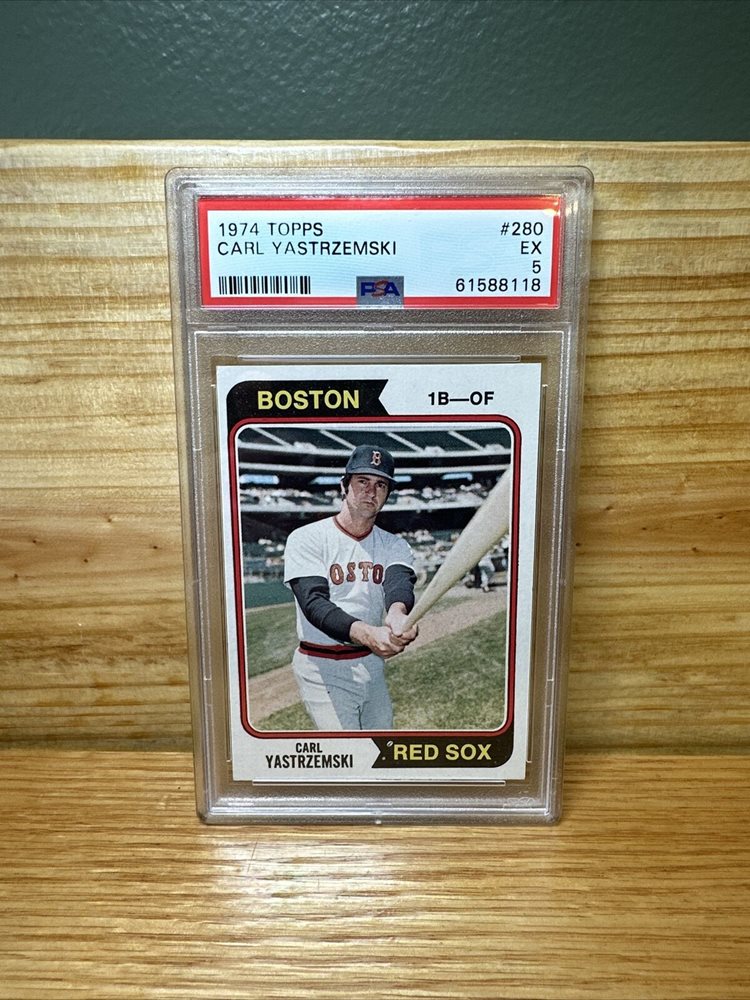 1974 TOPPS #280
CARL YASTRZEMSKI EX
5
PSA 61588118
BOSTON 1B—OF
B
OSTO
CARL
YASTRZEMSKI
RED SOX